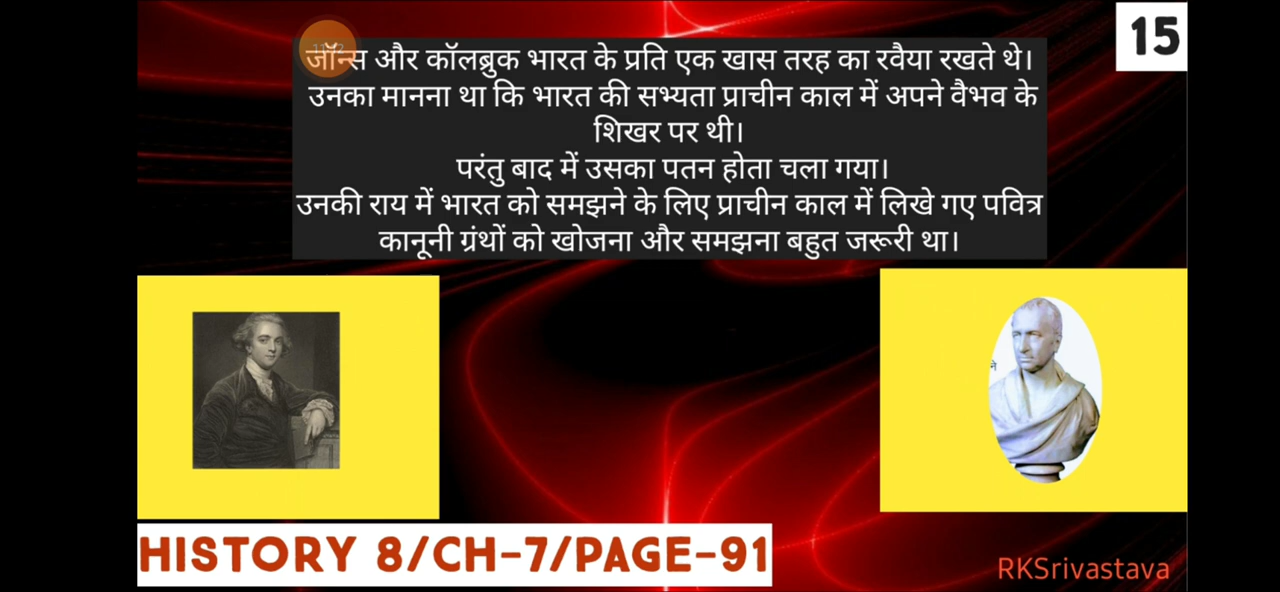 15
जॉन्स और कॉलब्रुक भारत के प्रति एक खास तरह का रवैया रखते थे।
उनका मानना था कि भारत की सभ्यता प्राचीन काल में अपने वैभव के
शिखर पर थी।
परंतु बाद में उसका पतन होता चला गया।
उनकी राय में भारत को समझने के लिए प्राचीन काल में लिखे गए पवित्र
कानूनी ग्रंथों को खोजना और समझना बहुत जरूरी था।
ने
HISTORY 8/CH-7/PAGE-91
RKSrivastava